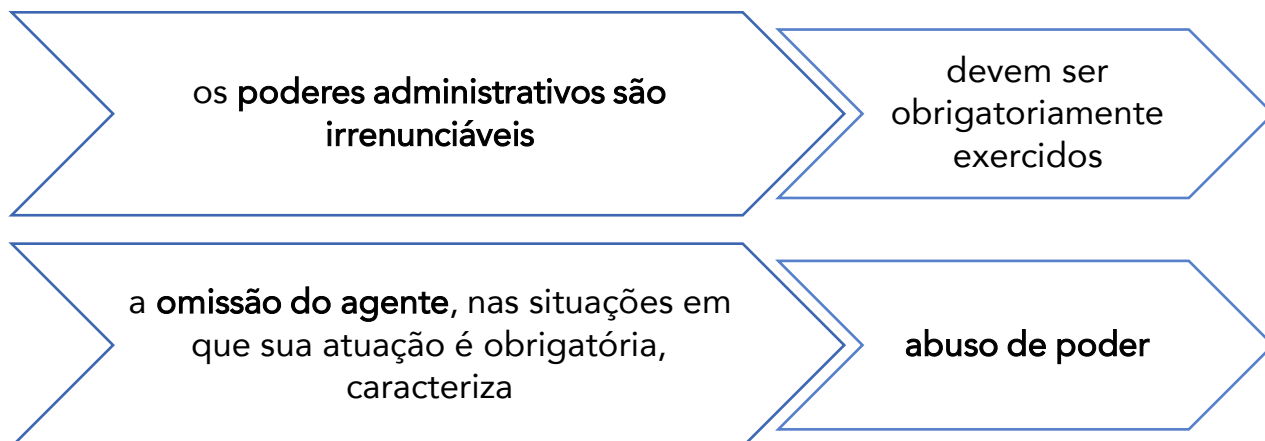 os poderes administrativos são
irrenunciáveis
devem ser
obrigatoriamente
exercidos
a omissão do agente, nas situações em
que sua atuação é obrigatória,
caracteriza
abuso de poder